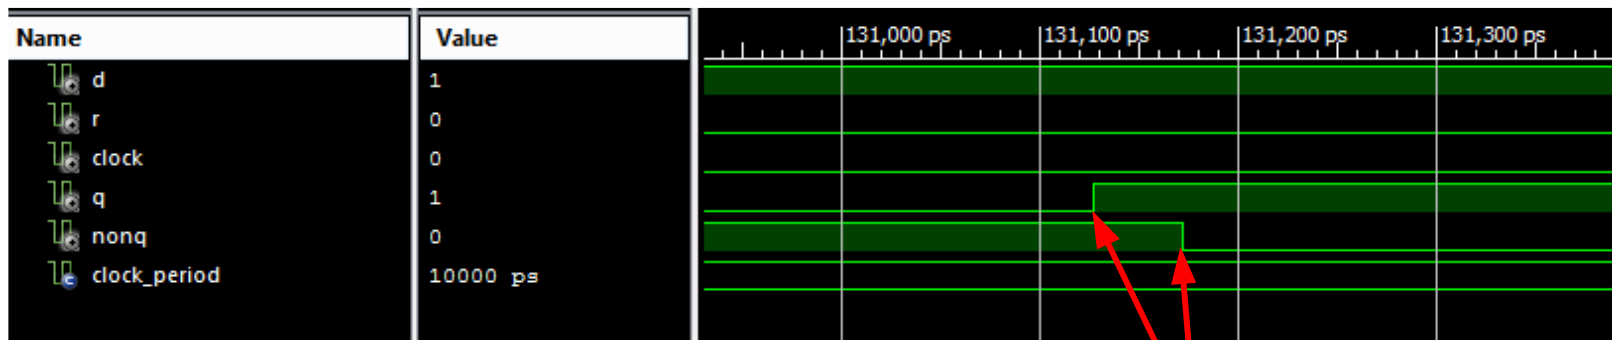 Name Value 131,000 ps 131,100 ps 131,200 ps 131,300 ps
d 1
r 0
clock 0
q 1
nonq 0
clock_period 10000 ps